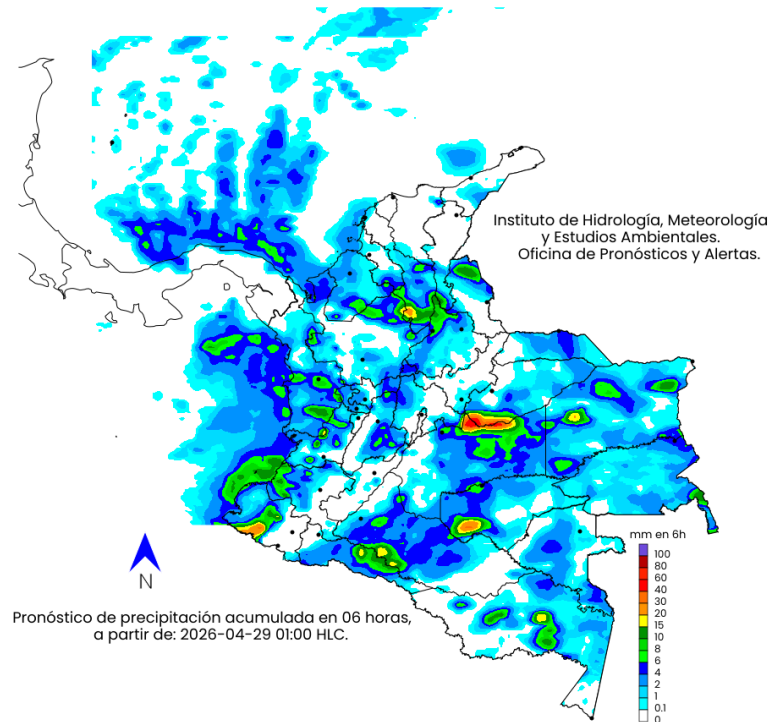 Instituto de Hidrología, Meteorología
y Estudios Ambientales.
Oficina de Pronósticos y Alertas.
mm en 6h
100
80
60
40
30
20
15
10
8
6
4
2
1
0.1
0
N
Pronóstico de precipitación acumulada en 06 horas,
a partir de: 2026-04-29 01:00 HLC.